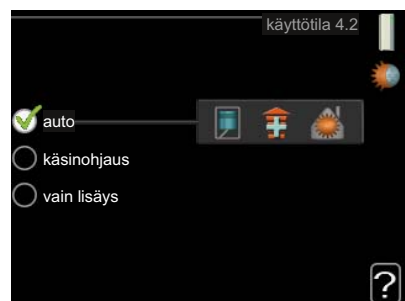 käyttötila 4.2
auto
käsinohjaus
vain lisäys
?